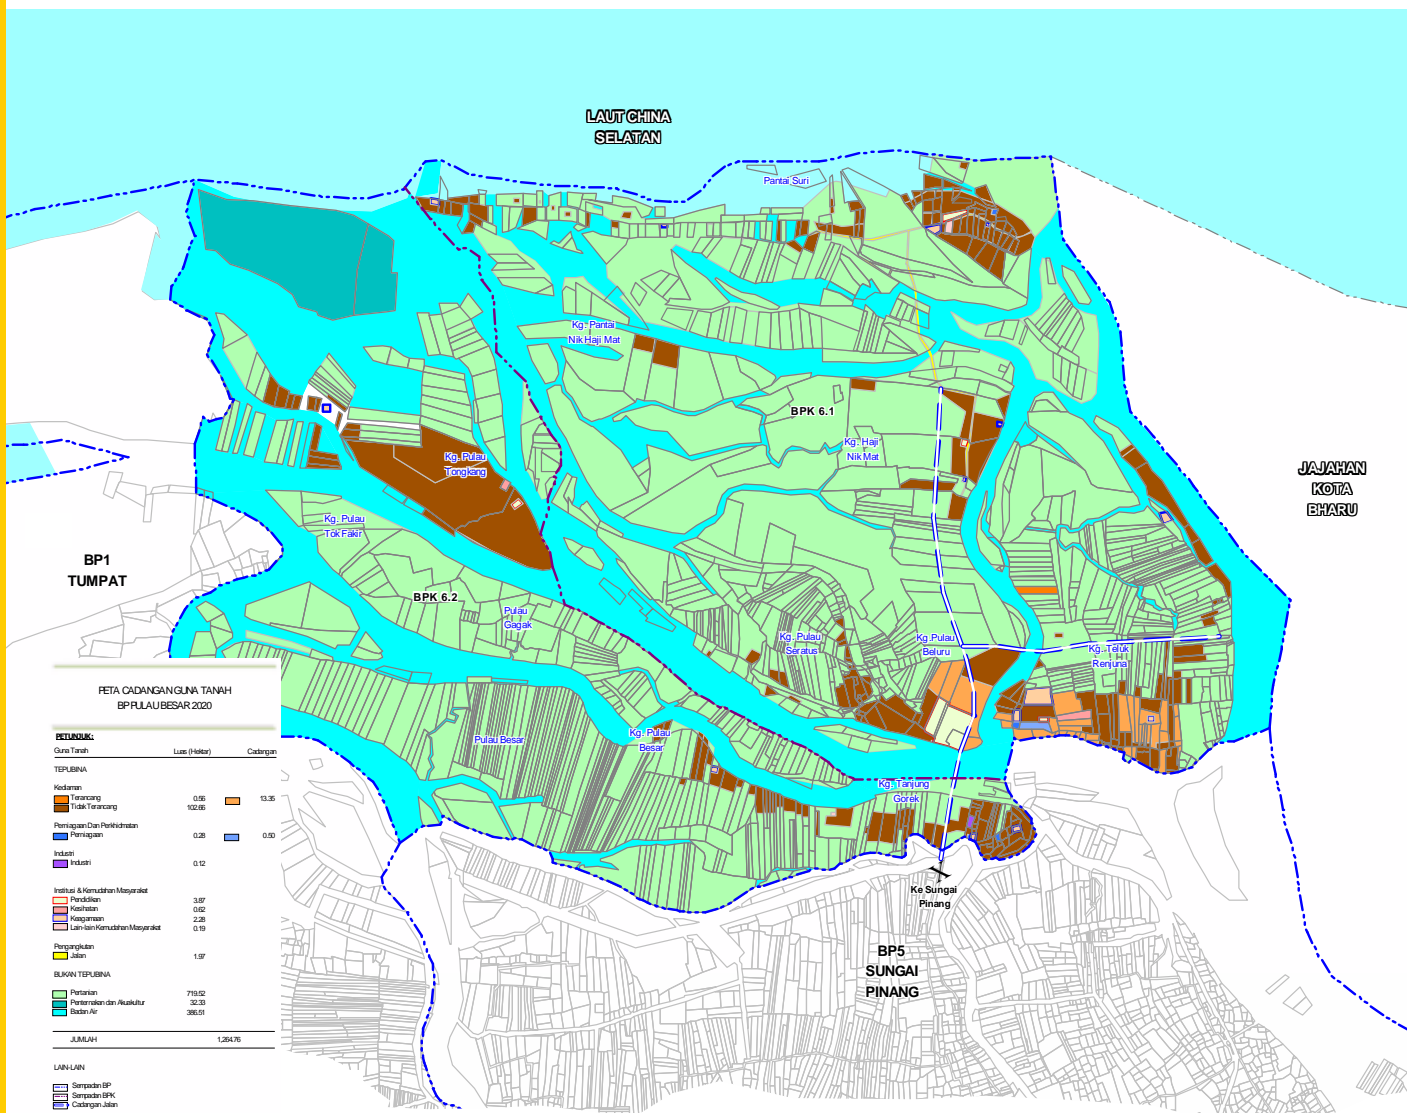 LAUT CHINA
SELATAN
Pantai Suri
Kg. Pantai
Nik Haji Mat
BPK 6.1
Kg. Haji
Nik Mat
Kg. Pulau
Tongkang
JAJAHAN
KOTA
BHARU
Kg. Pulau
Tok Fakir
BP1
TUMPAT
BPK 6.2
Pulau
Gagak
Kg. Pulau
Seratus
Kg.Pulau
Beluru
Kg. Teluk
Renjuna
Pulau Besar
Kg. Pulau
Besar
Kg. Tanjung
Gorek
Ke Sungai
Pinang
BP5
SUNGAI
PINANG
PETA CADANGAN GUNA TANAH
BP PULAU BESAR 2020
PETUNJUK:
Guna Tanah Luas (Hektar) Cadangan
TEPUBINA
Kediaman
Terancang 0.56 13.35
Tidak Terancang 102.66
Perniagaan Dan Perkhidmatan
Perniagaan 0.28 0.50
Industri
Industri 0.12
Institusi & Kemudahan Masyarakat
Pendidikan 3.87
Kesihatan 0.62
Keagamaan 2.28
Lain-lain Kemudahan Masyarakat 0.19
Pengangkutan
Jalan 1.97
BUKAN TEPUBINA
Pertanian 719.52
Penternakan dan Akuakultur 32.33
Badan Air 386.51
JUMLAH 1,264.76
LAIN-LAIN
Sempadan BP
Sempadan BPK
Cadangan Jalan